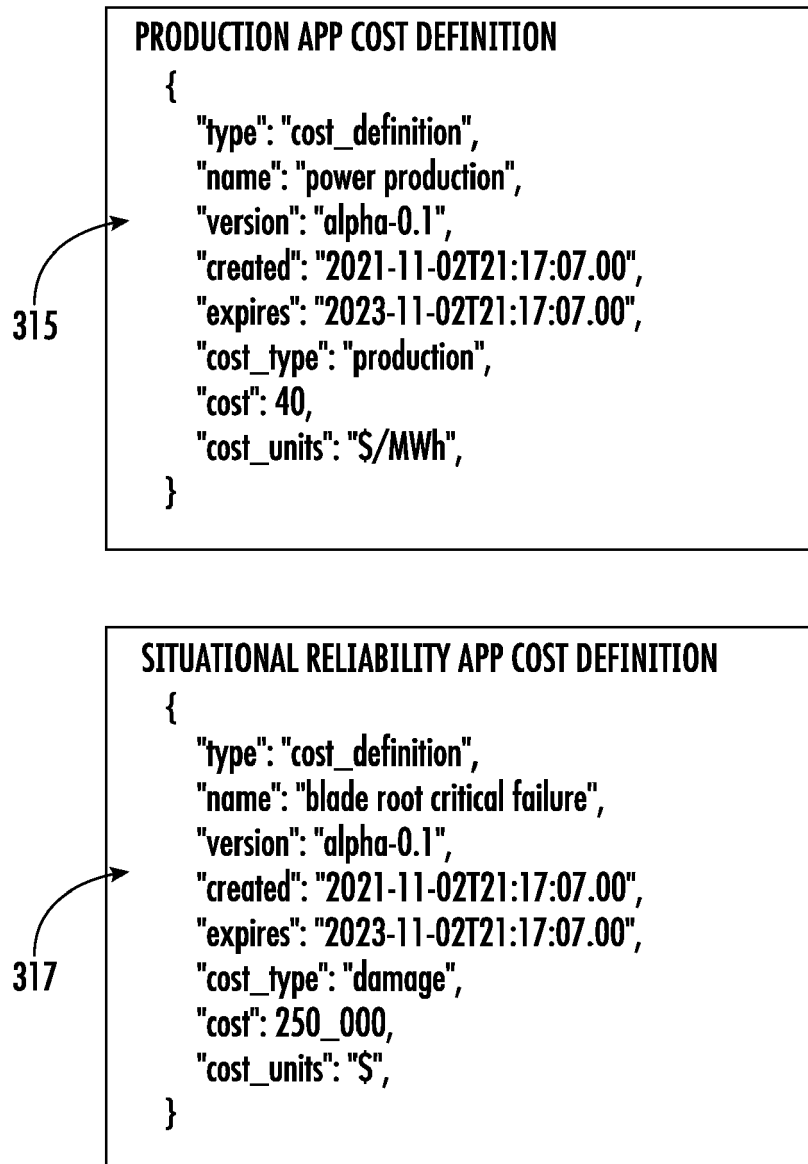 PRODUCTION APP COST DEFINITION
{
"type": "cost_definition",
"name": "power production",
"version": "alpha-0.1",
"created": "2021-11-02T21:17:07.00",
"expires": "2023-11-02T21:17:07.00",
"cost_type": "production",
"cost": 40,
"cost_units": "$/MWh",
}
315
SITUATIONAL RELIABILITY APP COST DEFINITION
{
"type": "cost_definition",
"name": "blade root critical failure",
"version": "alpha-0.1",
"created": "2021-11-02T21:17:07.00",
"expires": "2023-11-02T21:17:07.00",
"cost_type": "damage",
"cost": 250_000,
"cost_units": "$",
}
317